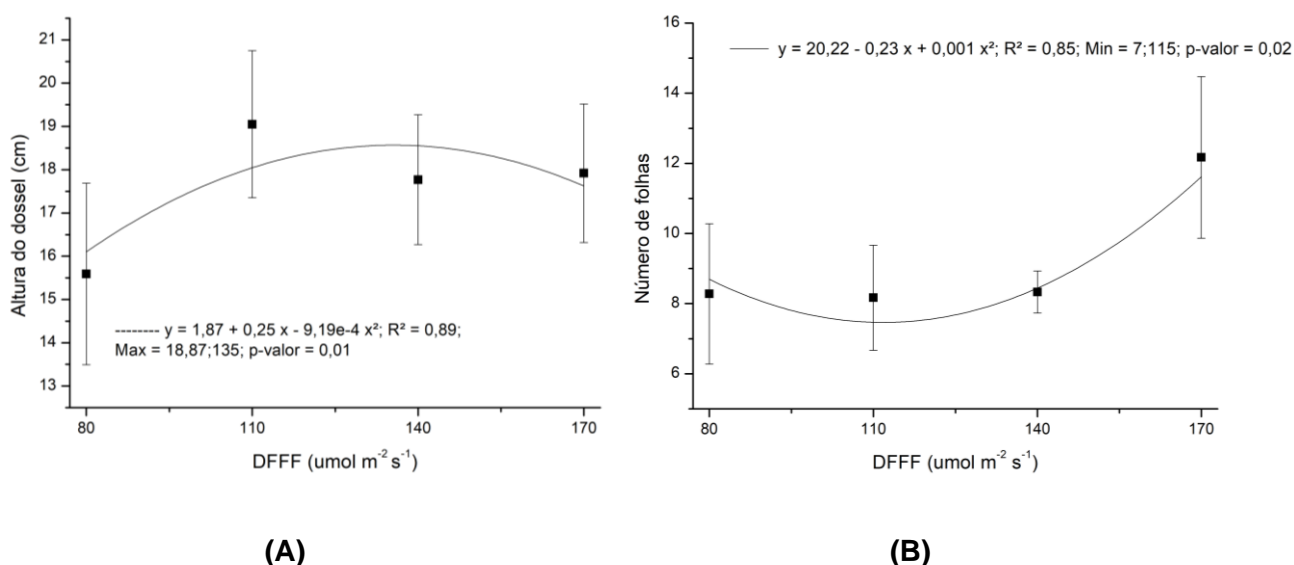 21
20
19
18
17
16
15
14
13
Altura do dossel (cm)
-------- y = 1,87 + 0,25 x - 9,19e-4 x²; R² = 0,89;
Max = 18,87;135; p-valor = 0,01
80 110 140 170
DFFF (umol m⁻² s⁻¹)
(A)
16
14
12
10
8
6
Número de folhas
y = 20,22 - 0,23 x + 0,001 x²; R² = 0,85; Min = 7;115; p-valor = 0,02
80 110 140 170
DFFF (umol m⁻² s⁻¹)
(B)